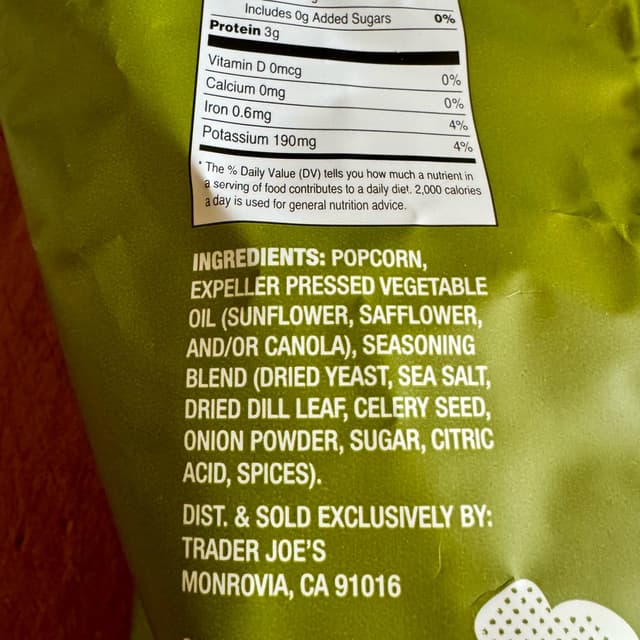 Includes 0g Added Sugars 0%
Protein 3g
Vitamin D 0mcg 0%
Calcium 0mg 0%
Iron 0.6mg 4%
Potassium 190mg 4%
* The % Daily Value (DV) tells you how much a nutrient in
a serving of food contributes to a daily diet. 2,000 calories
a day is used for general nutrition advice.
INGREDIENTS: POPCORN,
EXPELLER PRESSED VEGETABLE
OIL (SUNFLOWER, SAFFLOWER,
AND/OR CANOLA), SEASONING
BLEND (DRIED YEAST, SEA SALT,
DRIED DILL LEAF, CELERY SEED,
ONION POWDER, SUGAR, CITRIC
ACID, SPICES).
DIST. & SOLD EXCLUSIVELY BY:
TRADER JOE'S
MONROVIA, CA 91016